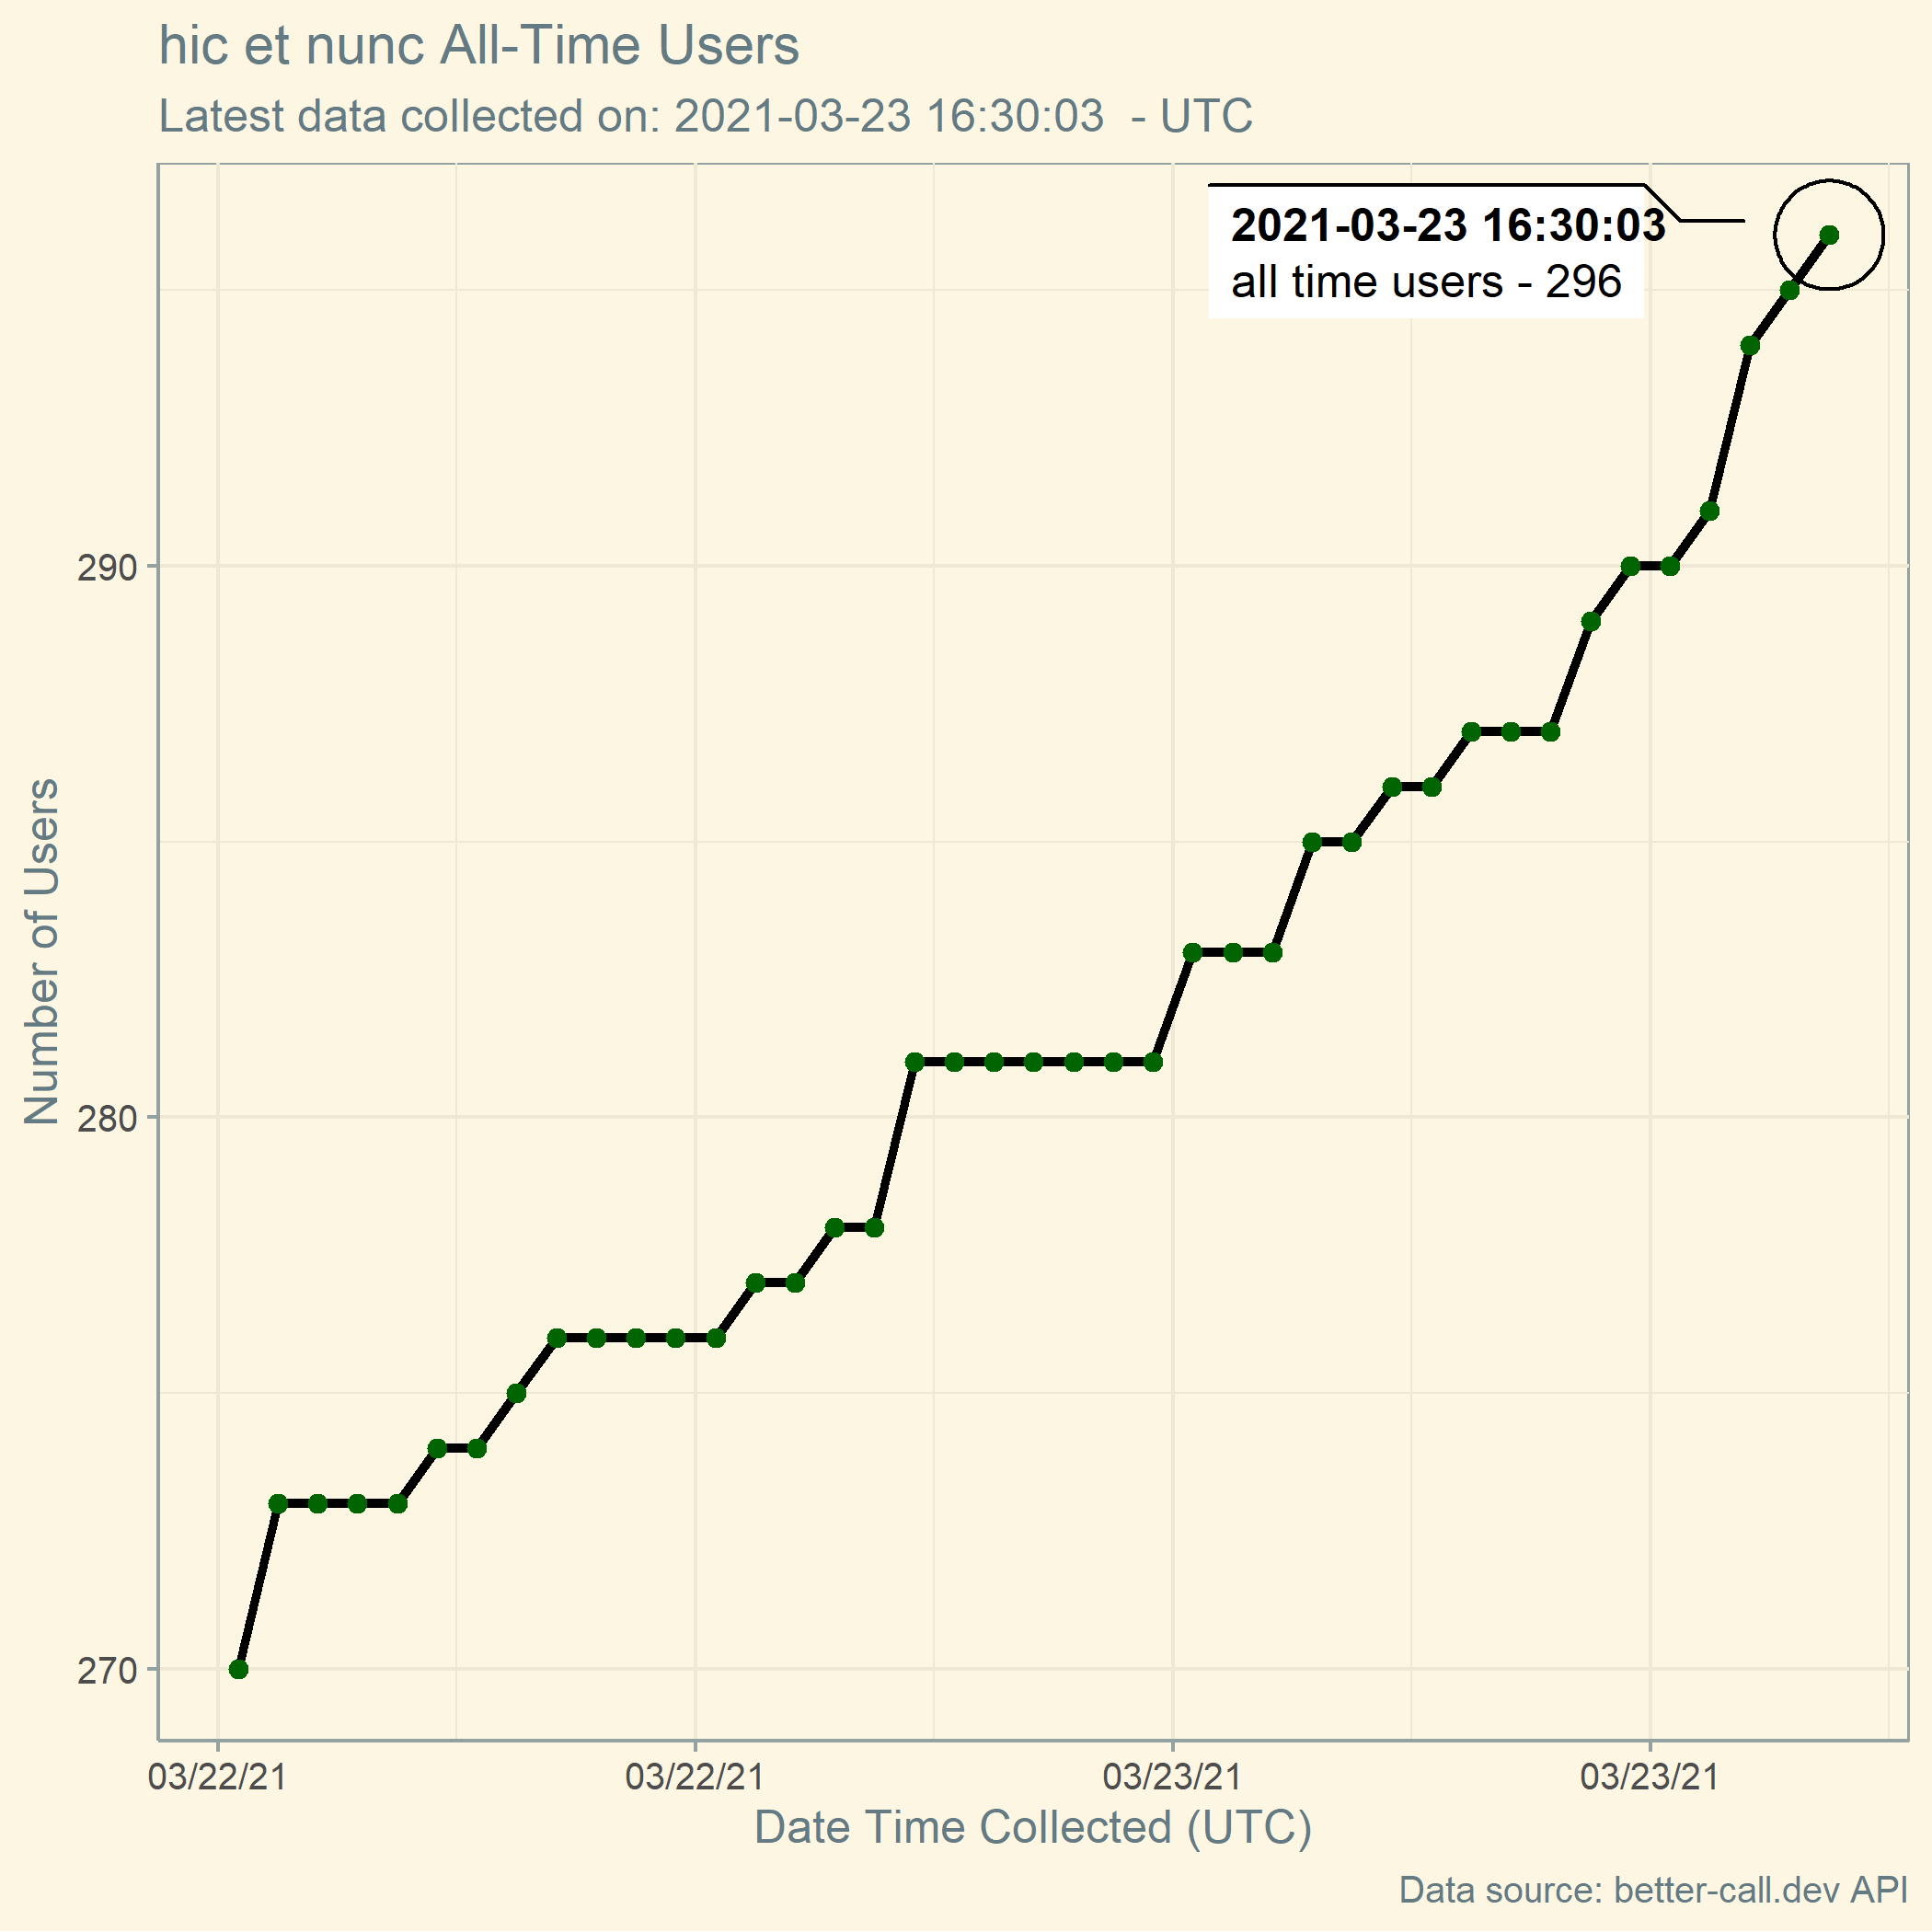 hic et nunc All-Time Users
Latest data collected on: 2021-03-23 16:30:03  - UTC
2021-03-23 16:30:03
all time users - 296
Number of Users
290
280
270
03/22/21 03/22/21 03/23/21 03/23/21
Date Time Collected (UTC)
Data source: better-call.dev API